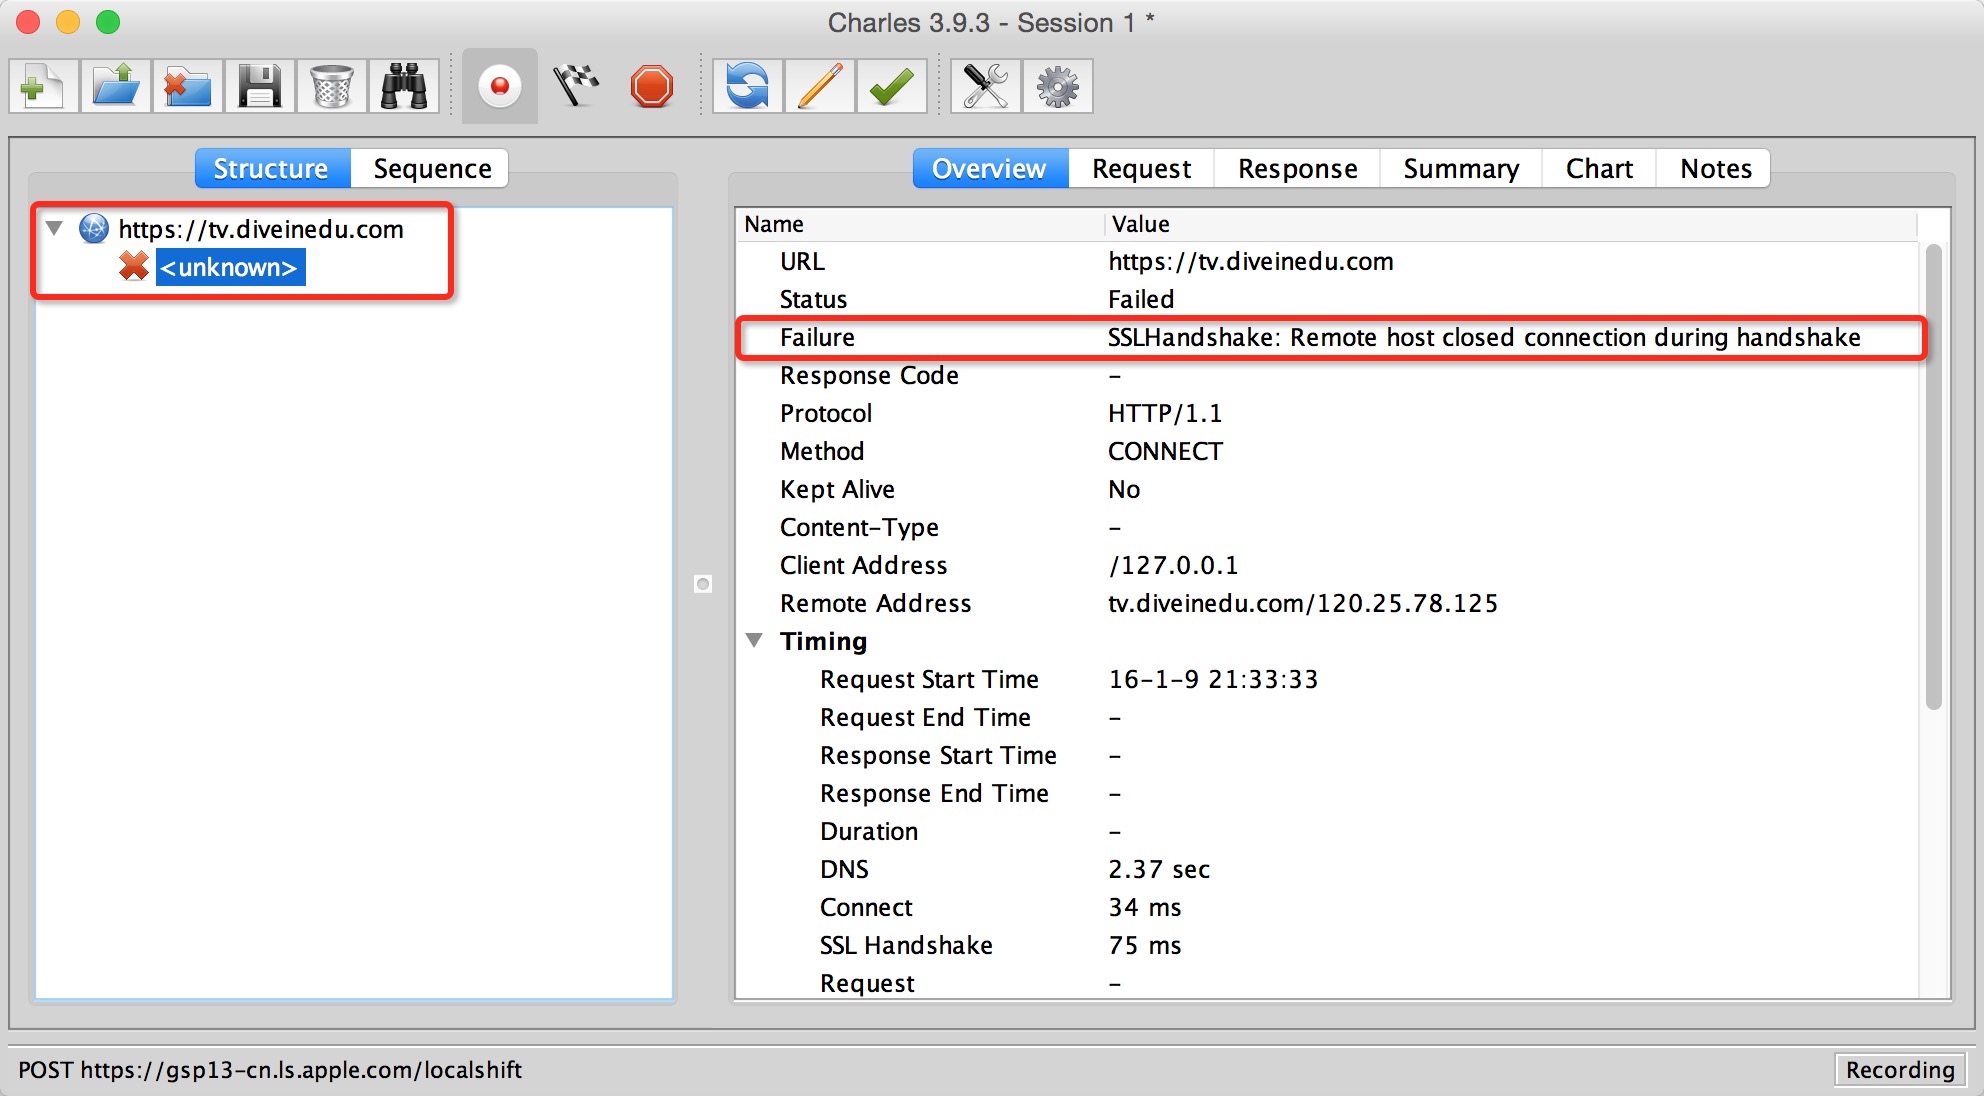 Charles 3.9.3 - Session 1 *
Structure Sequence
Overview Request Response Summary Chart Notes
https://tv.diveinedu.com
<unknown>
Name Value
URL https://tv.diveinedu.com
Status Failed
Failure SSLHandshake: Remote host closed connection during handshake
Response Code –
Protocol HTTP/1.1
Method CONNECT
Kept Alive No
Content-Type –
Client Address /127.0.0.1
Remote Address tv.diveinedu.com/120.25.78.125
Timing
Request Start Time 16-1-9 21:33:33
Request End Time –
Response Start Time –
Response End Time –
Duration –
DNS 2.37 sec
Connect 34 ms
SSL Handshake 75 ms
Request –
POST https://gsp13-cn.ls.apple.com/localshift
Recording